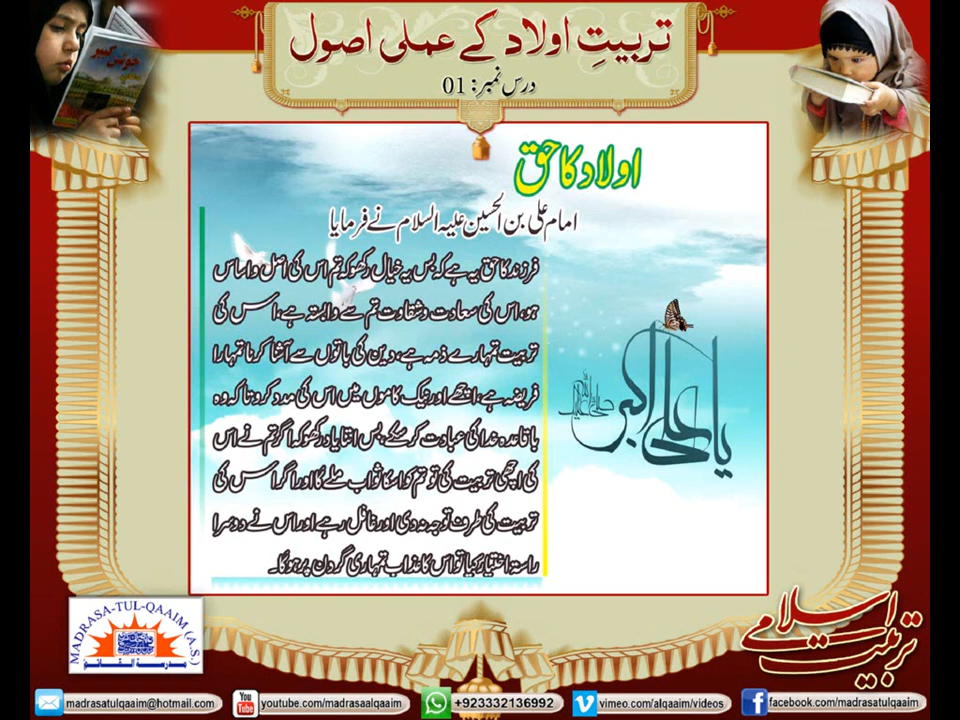 تربیتِ اولاد کے عملی اصول
درس نمبر: 01
اولاد کا حق
امام علی بن الحسین علیہ السلام نے فرمایا
فرزند کا حق یہ ہے کہ بس یہ خیال رکھو کہ تم اس کی اصل و اساس
ہو، اس کی سعادت و شقاوت تم سے وابستہ ہے، اس کی
تربیت تمہارے ذمہ ہے، دین کی باتوں سے آشنا کرنا تمہارا
فریضہ ہے، اچھے اور نیک کاموں میں اس کی مدد کرو تاکہ وہ
باقاعدہ خدا کی عبادت کر سکے۔ بس اتنا یاد رکھو کہ اگر تم نے اس
کی اچھی تربیت کی تو تم کو اسکا ثواب ملے گا اور اگر اس کی
تربیت کی طرف توجہ نہ دی اور غافل رہے اور اس نے دوسرا
راستہ اختیار کیا تو اس کا عذاب تمہاری گردن پر ہوگا۔
یا علی اکبر
MADRASA-TUL-QAAIM (A.S)
مدرسة القائم
تربیت اسلامی
madrasatulqaaim@hotmail.com
You Tube
youtube.com/madrasaalqaaim
+923332136992
vimeo.com/alqaaim/videos
facebook.com/madrasatulqaaim